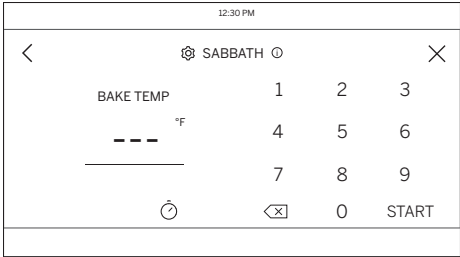 12:30 PM
SABBATH
BAKE TEMP
°F
---
1 2 3
4 5 6
7 8 9
0 START